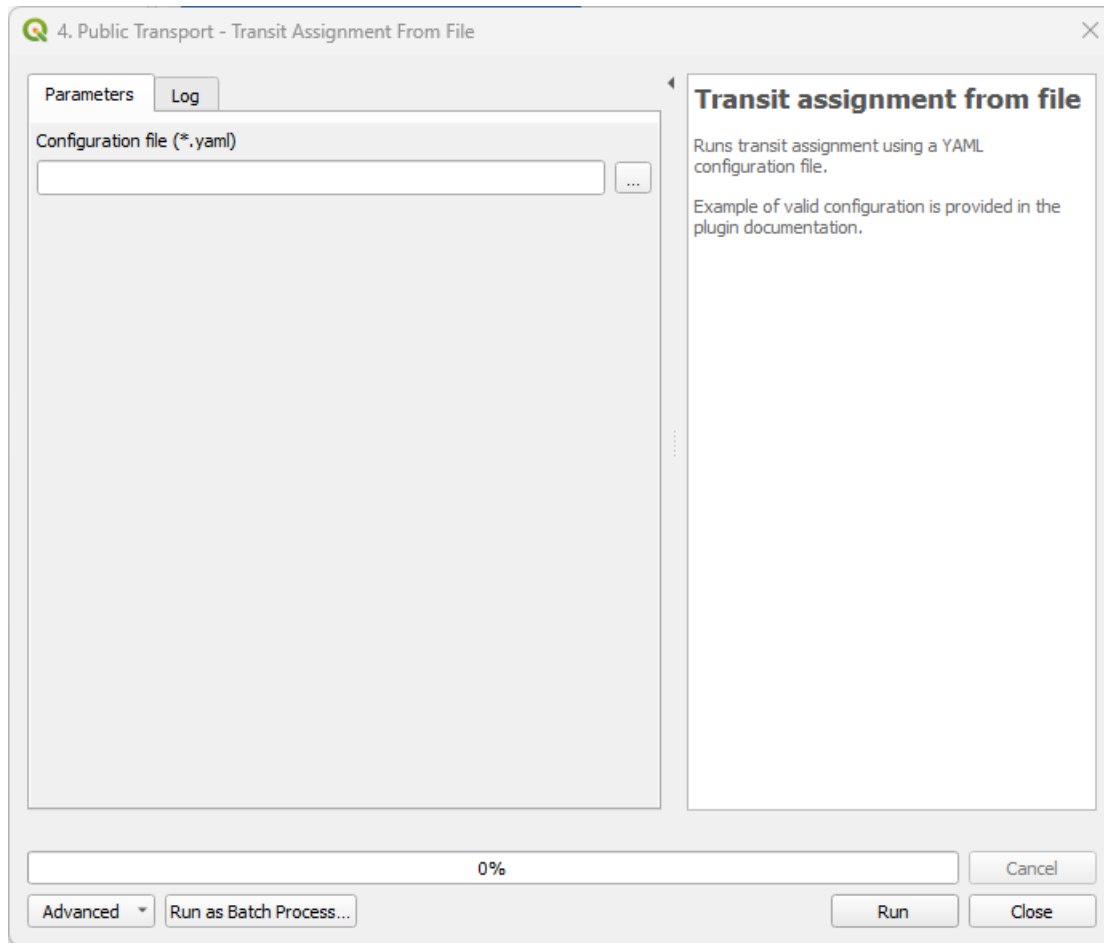 4. Public Transport - Transit Assignment From File
Parameters
Log
Configuration file (*.yaml)
...
Transit assignment from file
Runs transit assignment using a YAML
configuration file.
Example of valid configuration is provided in the
plugin documentation.
0%
Cancel
Advanced
Run as Batch Process...
Run
Close